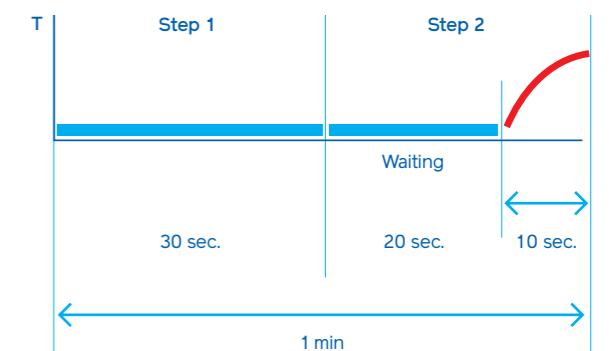 T
Step 1
Step 2
Waiting
30 sec.
20 sec.
10 sec.
1 min